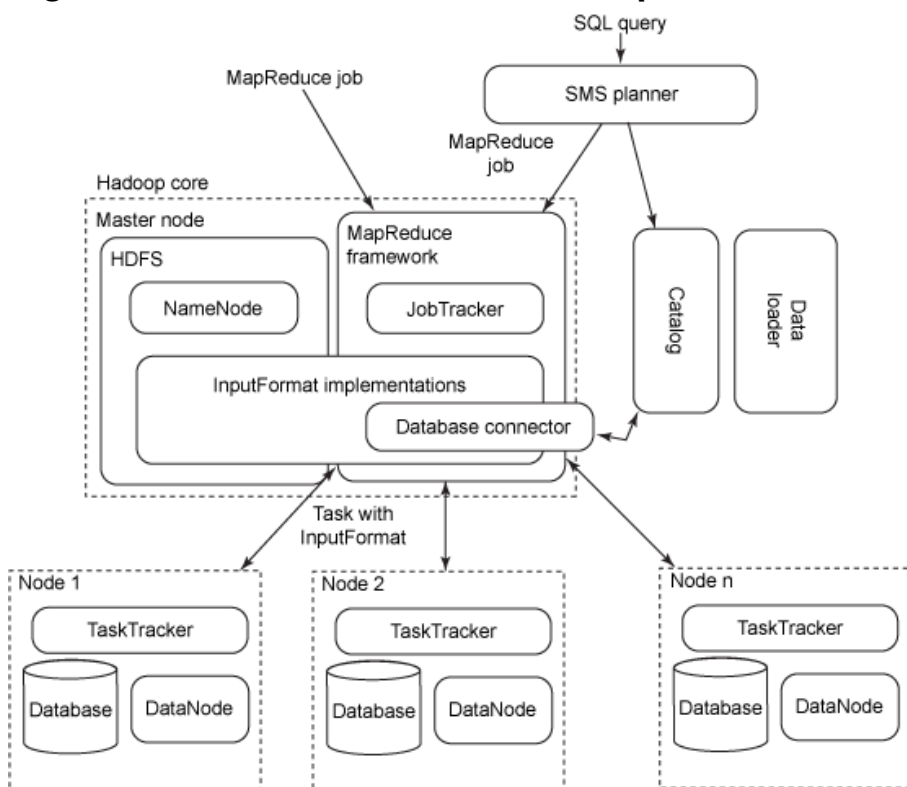 SQL query
SMS planner
MapReduce job
MapReduce
job
Hadoop core
Master node
HDFS
NameNode
MapReduce
framework
JobTracker
InputFormat implementations
Database connector
Catalog
Data
loader
Task with
InputFormat
Node 1
TaskTracker
Database
DataNode
Node 2
TaskTracker
Database
DataNode
Node n
TaskTracker
Database
DataNode